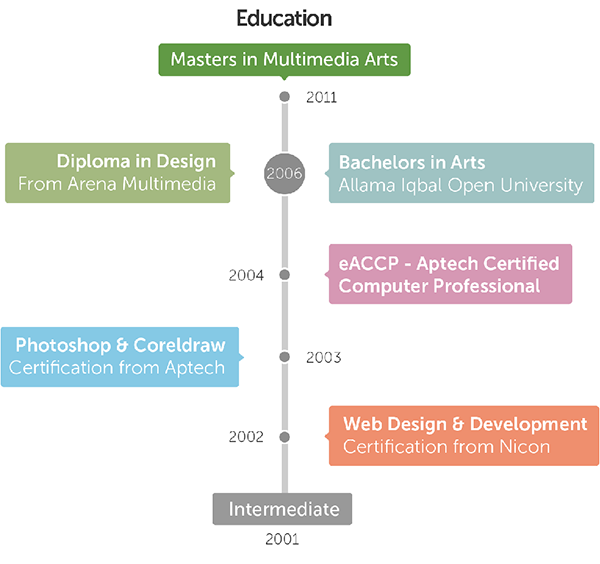 Education
Masters in Multimedia Arts
2011
Diploma in Design
From Arena Multimedia
2006
Bachelors in Arts
Allama Iqbal Open University
2004
eACCP - Aptech Certified
Computer Professional
Photoshop & Coreldraw
Certification from Aptech
2003
2002
Web Design & Development
Certification from Nicon
Intermediate
2001